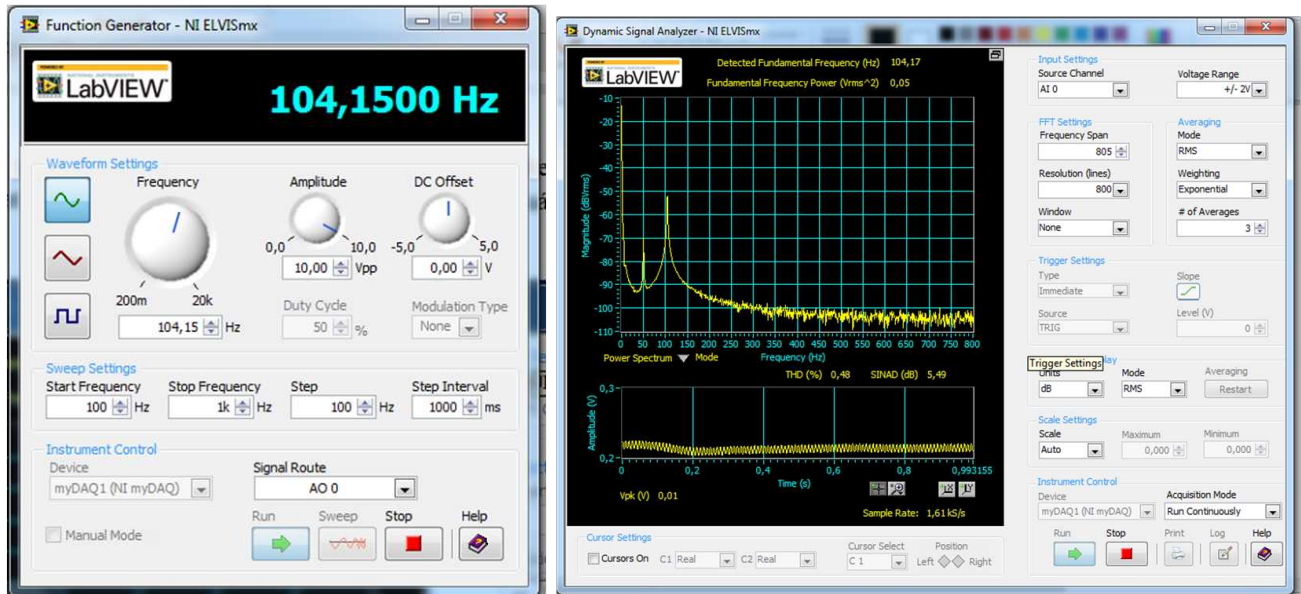 Function Generator - NI ELVISmx
POWERED BY
NATIONAL INSTRUMENTS
LabVIEW™
104,1500 Hz
Waveform Settings
Frequency
Amplitude
DC Offset
0,0 10,0
-5,0 5,0
10,00 Vpp
0,00 V
200m 20k
Duty Cycle
Modulation Type
104,15 Hz
50 %
None
Sweep Settings
Start Frequency Stop Frequency Step Step Interval
100 Hz 1k Hz 100 Hz 1000 ms
Instrument Control
Device
Signal Route
myDAQ1 (NI myDAQ)
AO 0
Manual Mode
Run Sweep Stop Help
Dynamic Signal Analyzer - NI ELVISmx
POWERED BY
NATIONAL INSTRUMENTS
LabVIEW™
Detected Fundamental Frequency (Hz) 104,17
Fundamental Frequency Power (Vrms^2) 0,05
Magnitude (dBVrms)
-10
-20
-30
-40
-50
-60
-70
-80
-90
-100
-110
0 50 100 150 200 250 300 350 400 450 500 550 600 650 700 750 800
Power Spectrum Mode Frequency (Hz)
THD (%) 0,48 SINAD (dB) 5,49
Amplitude (V)
0,3
0,2
0 0,2 0,4 0,6 0,8 0,993155
Time (s)
Vpk (V) 0,01
Sample Rate: 1,61 kS/s
Cursor Settings
Cursors On C1 Real C2 Real
Cursor Select
C 1
Position
Left Right
Input Settings
Source Channel
Voltage Range
AI 0
+/- 2V
FFT Settings
Frequency Span
805
Resolution (lines)
800
Window
None
Averaging
Mode
RMS
Weighting
Exponential
# of Averages
3
Trigger Settings
Type
Slope
Immediate
Source
Level (V)
TRIG
0
Trigger Settings
Units
Mode
Averaging
dB
RMS
Restart
Scale Settings
Scale
Maximum
Minimum
Auto
0,000
0,000
Instrument Control
Device
Acquisition Mode
myDAQ1 (NI myDAQ)
Run Continuously
Run Stop Print Log Help